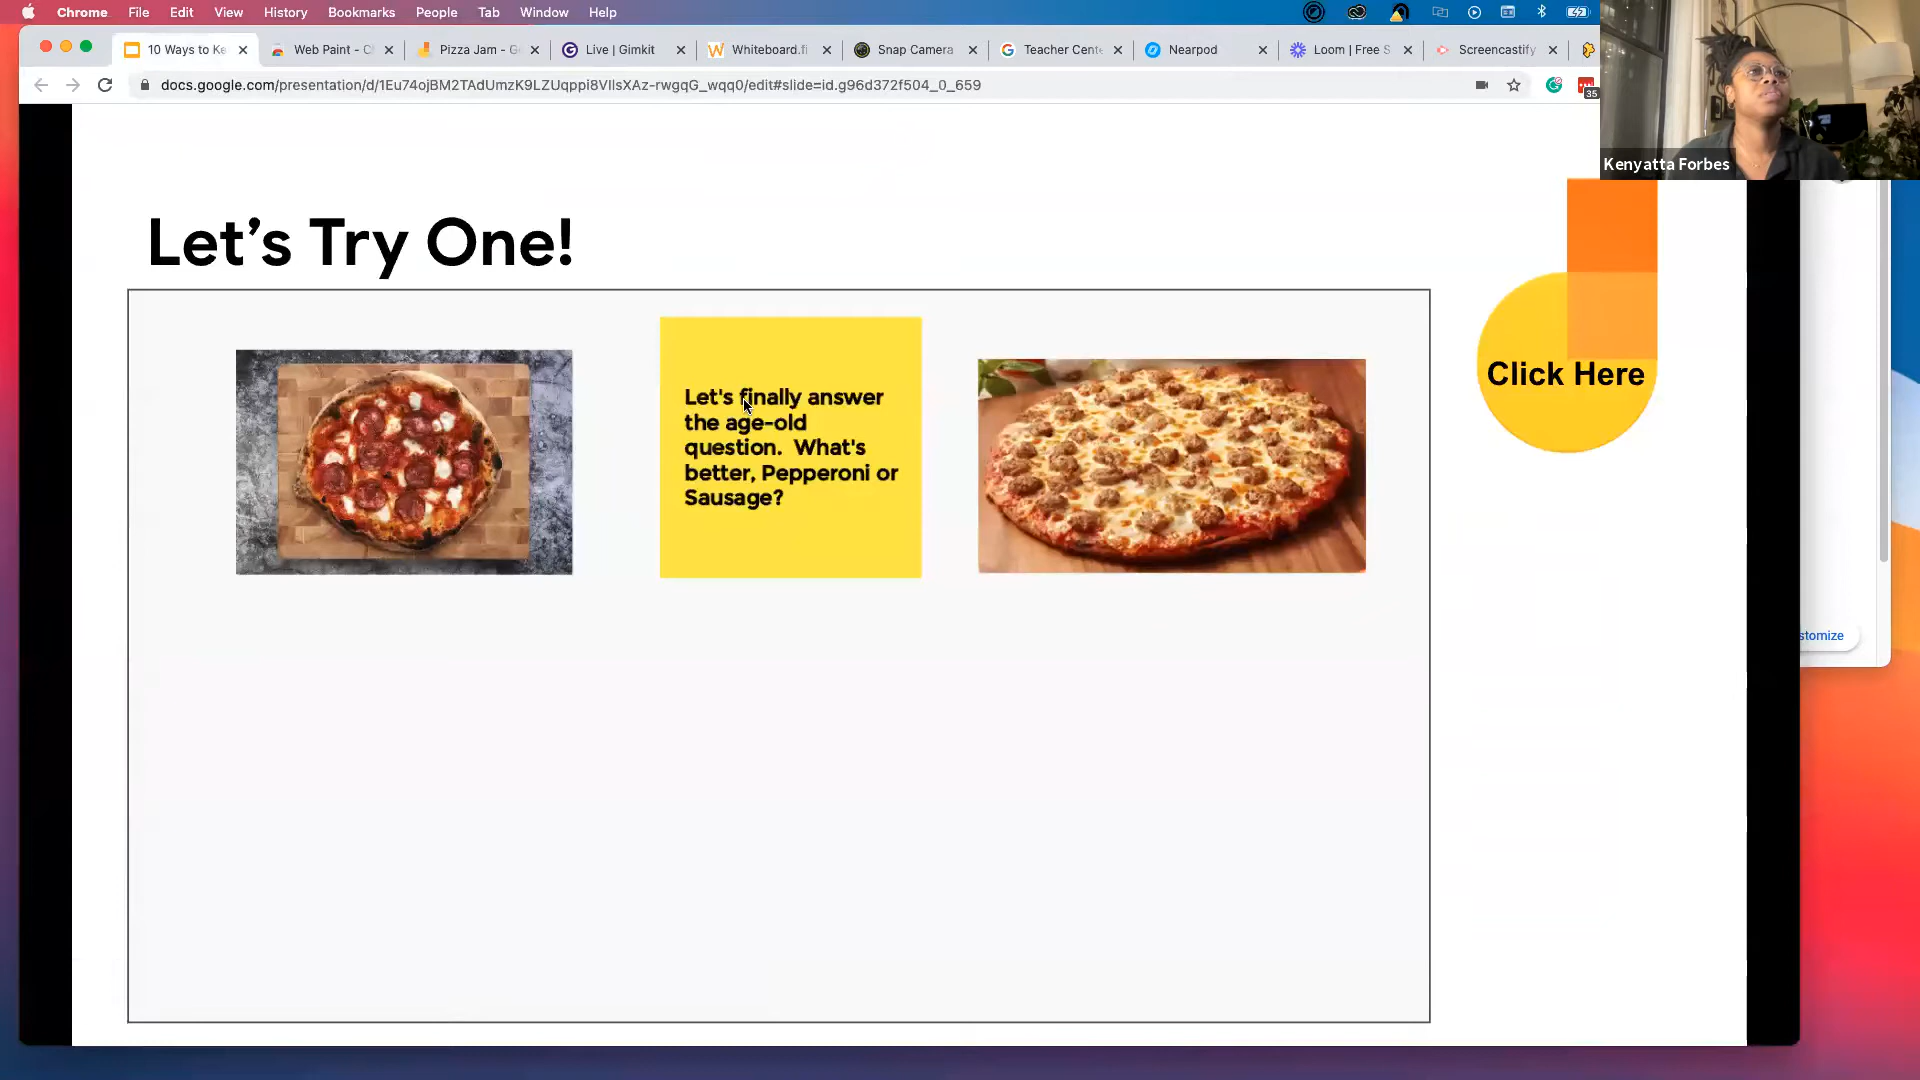 Chrome File Edit View History Bookmarks People Tab Window Help
10 Ways to Ke
Web Paint - C
Pizza Jam - G
Live | Gimkit
Whiteboard.fi
Snap Camera
Teacher Cente
Nearpod
Loom | Free S
Screencastify
docs.google.com/presentation/d/1Eu74ojBM2TAdUmzK9LZUqppi8VIlsXAz-rwgqG_wqq0/edit#slide=id.g96d372f504_0_659
35
Kenyatta Forbes
Let's Try One!
Let's finally answer
the age-old
question. What's
better, Pepperoni or
Sausage?
Click Here
stomize